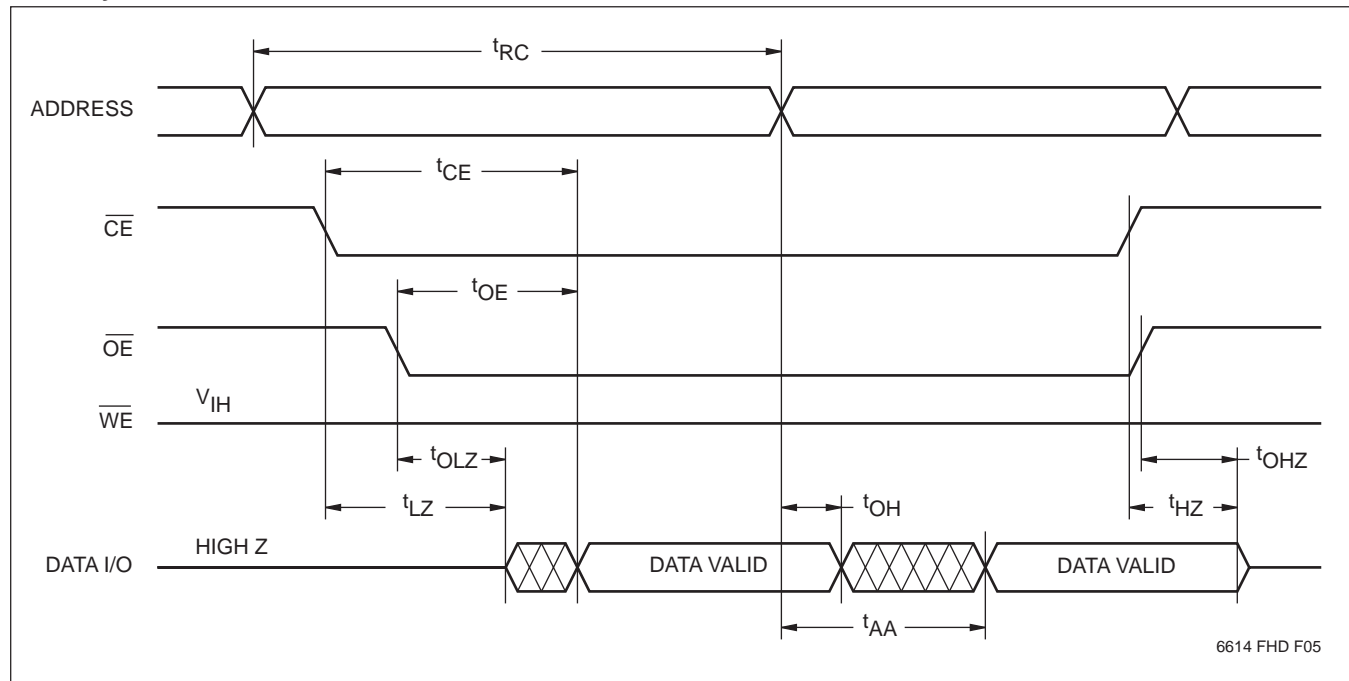 tRC
ADDRESS
tCE
CE
tOE
OE
VIH
WE
tOLZ
tOHZ
tLZ
tOH
tHZ
HIGH Z
DATA I/O
DATA VALID
DATA VALID
tAA
6614 FHD F05